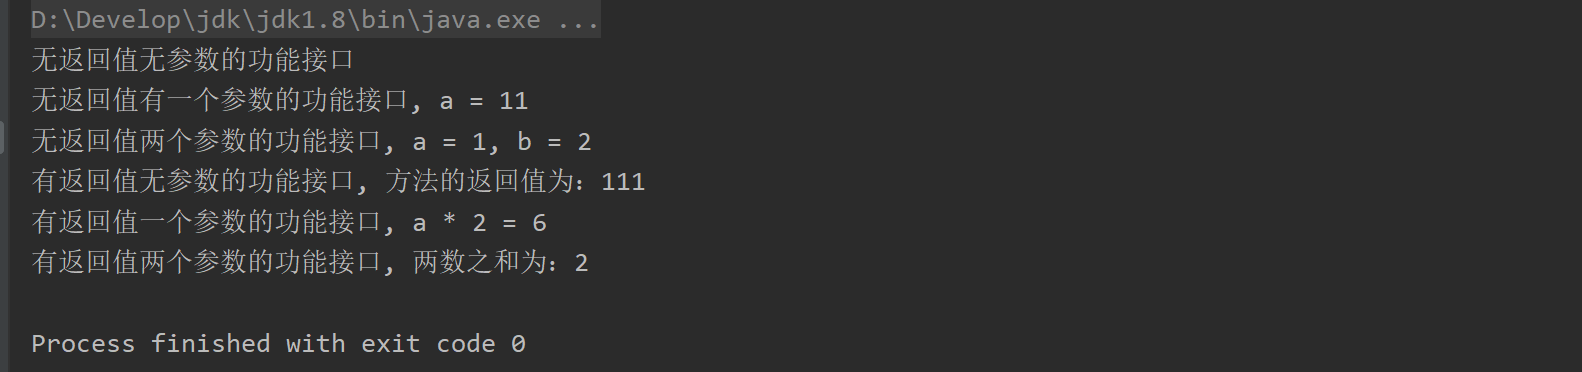 D:\Develop\jdk\jdk1.8\bin\java.exe ...
无返回值无参数的功能接口
无返回值有一个参数的功能接口, a = 11
无返回值两个参数的功能接口, a = 1, b = 2
有返回值无参数的功能接口, 方法的返回值为：111
有返回值一个参数的功能接口, a * 2 = 6
有返回值两个参数的功能接口, 两数之和为：2
Process finished with exit code 0